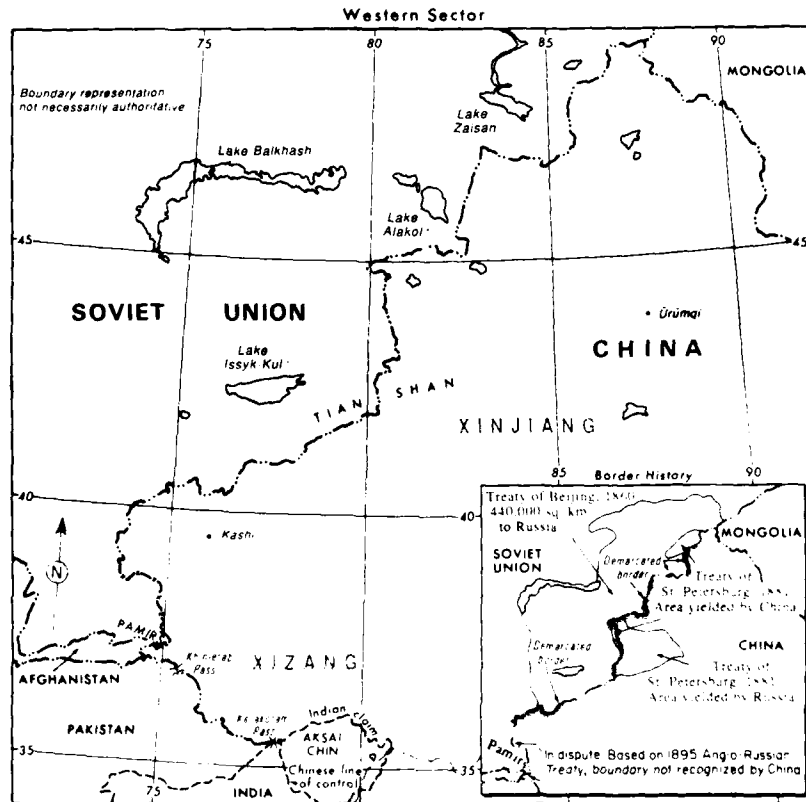 Western Sector
75
80
85
90
Boundary representation
not necessarily authoritative
MONGOLIA
Lake
Zaisan
Lake Balkhash
Lake
Alakol
45
45
SOVIET UNION
Ürümqi
CHINA
Lake
Issyk-Kul
TIAN SHAN
XINJIANG
40
40
Kashi
N
PAMIRS
Khunjerab
Pass
XIZANG
AFGHANISTAN
PAKISTAN
Karakoram
Pass
Indian claim
AKSAI
CHIN
Chinese line
of control
35
35
75
80
INDIA
85
Border History
90
Treaty of Beijing, 1860
440,000 sq. km
to Russia
MONGOLIA
SOVIET
UNION
Demarcated
border
Treaty of
St. Petersburg, 1881
Area yielded by China
CHINA
Demarcated
border
Treaty of
St. Petersburg, 1881
Area yielded by Russia
Pamirs
In dispute. Based on 1895 Anglo-Russian
Treaty, boundary not recognized by China